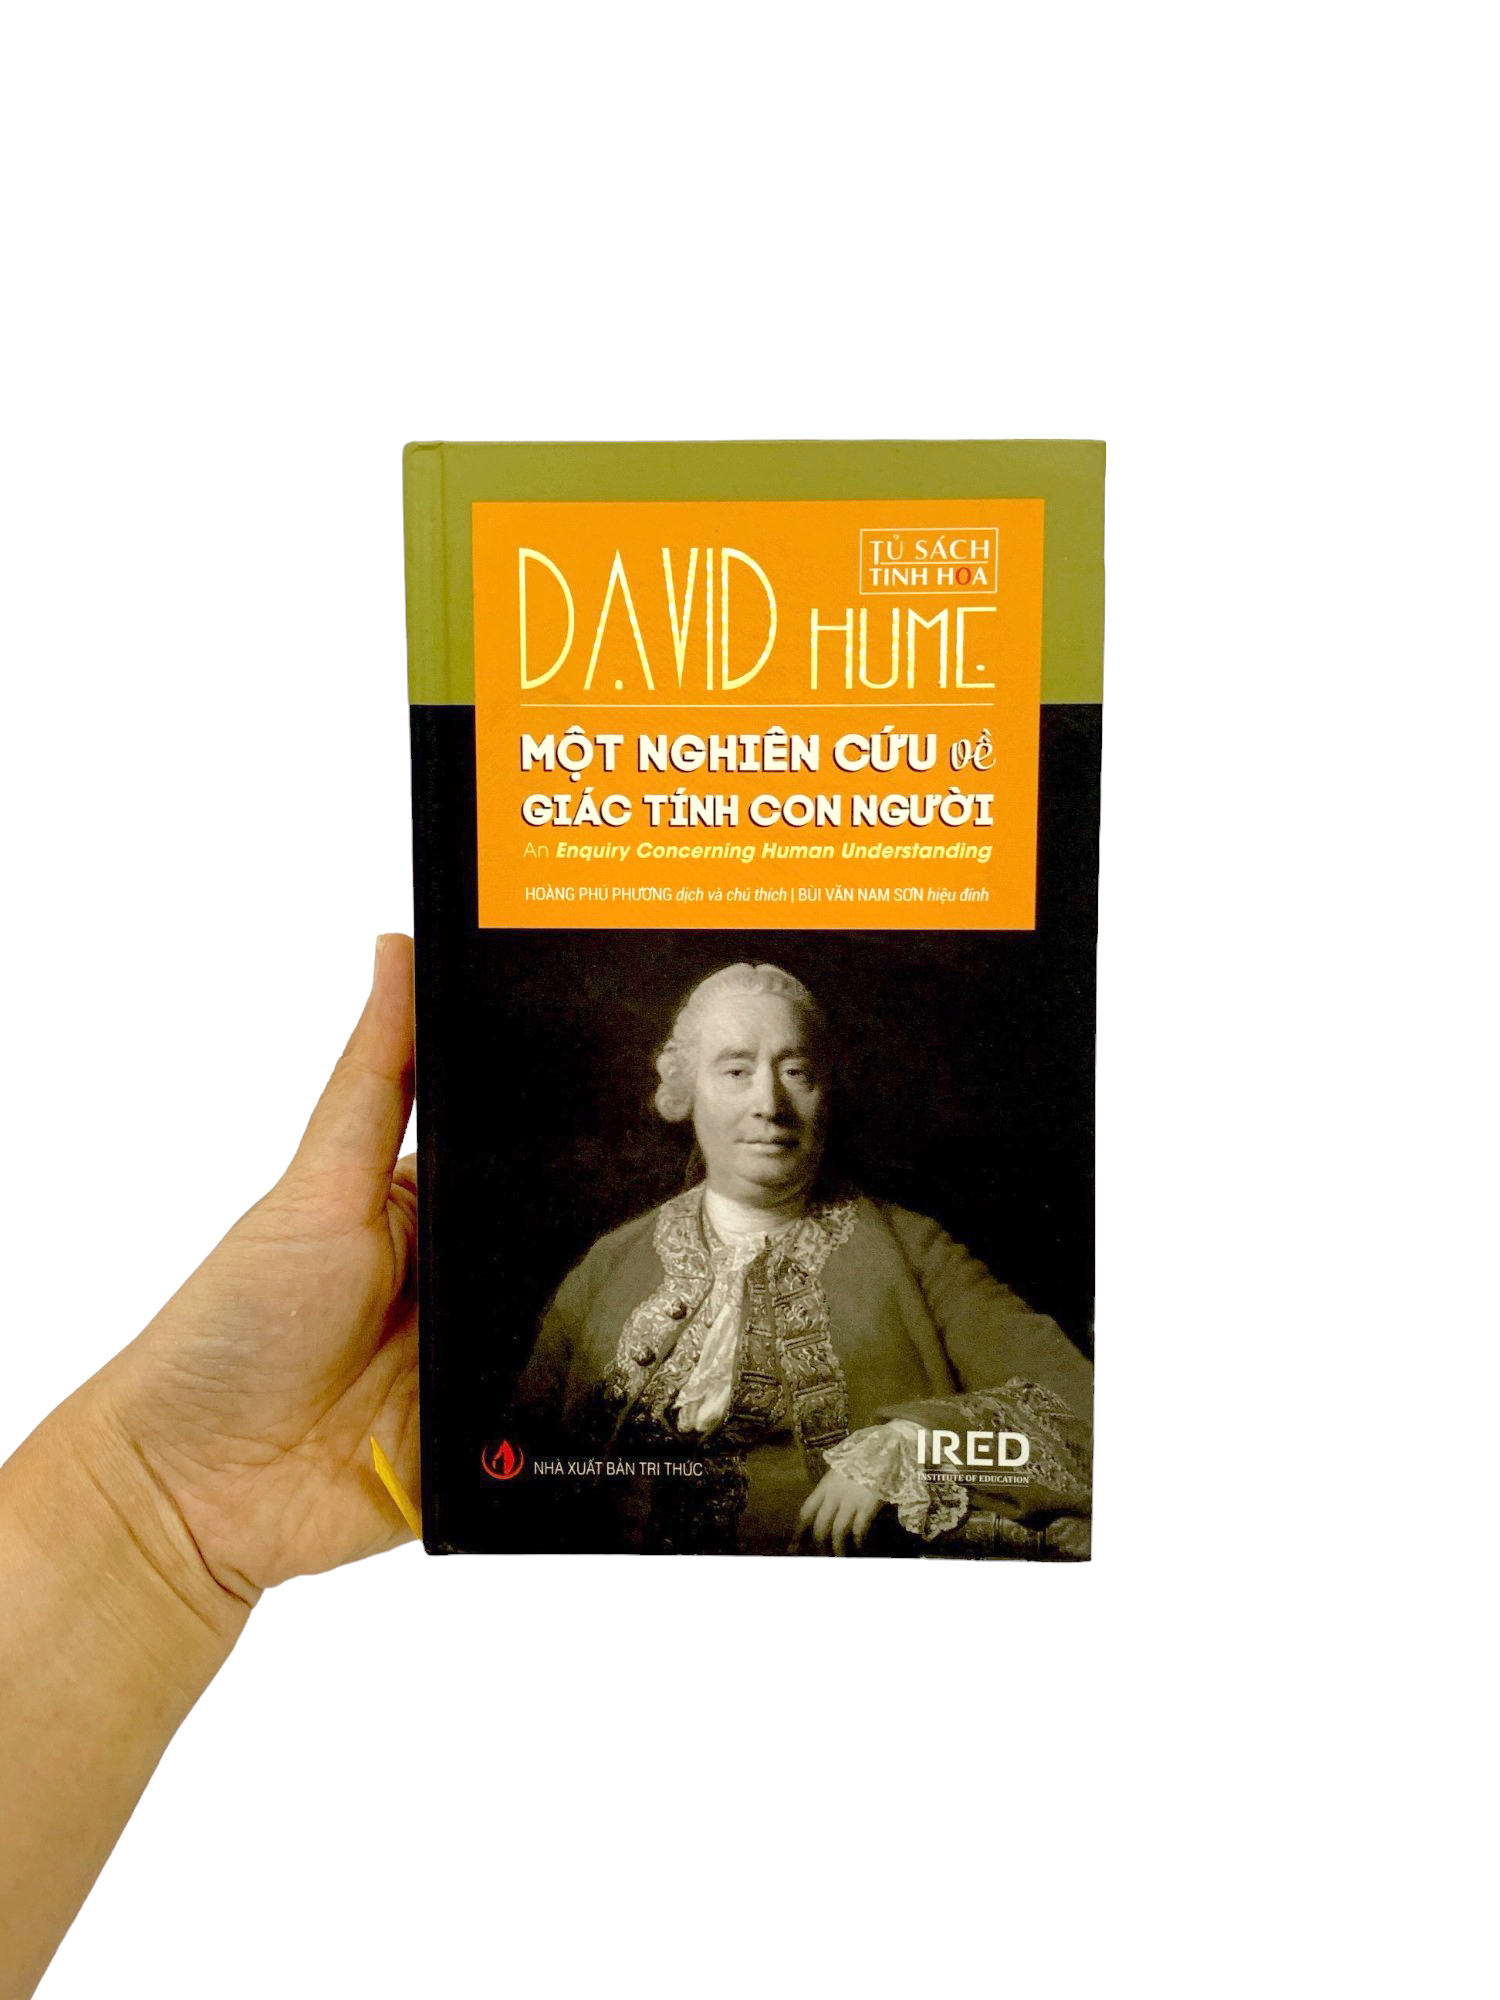 TỦ SÁCH
TINH HOA
DAVID HUME
MỘT NGHIÊN CỨU về
GIÁC TÍNH CON NGƯỜI
An Enquiry Concerning Human Understanding
HOÀNG PHÚ PHƯƠNG dịch và chú thích | BÙI VĂN NAM SƠN hiệu đính
NHÀ XUẤT BẢN TRI THỨC
IRED
INSTITUTE OF EDUCATION